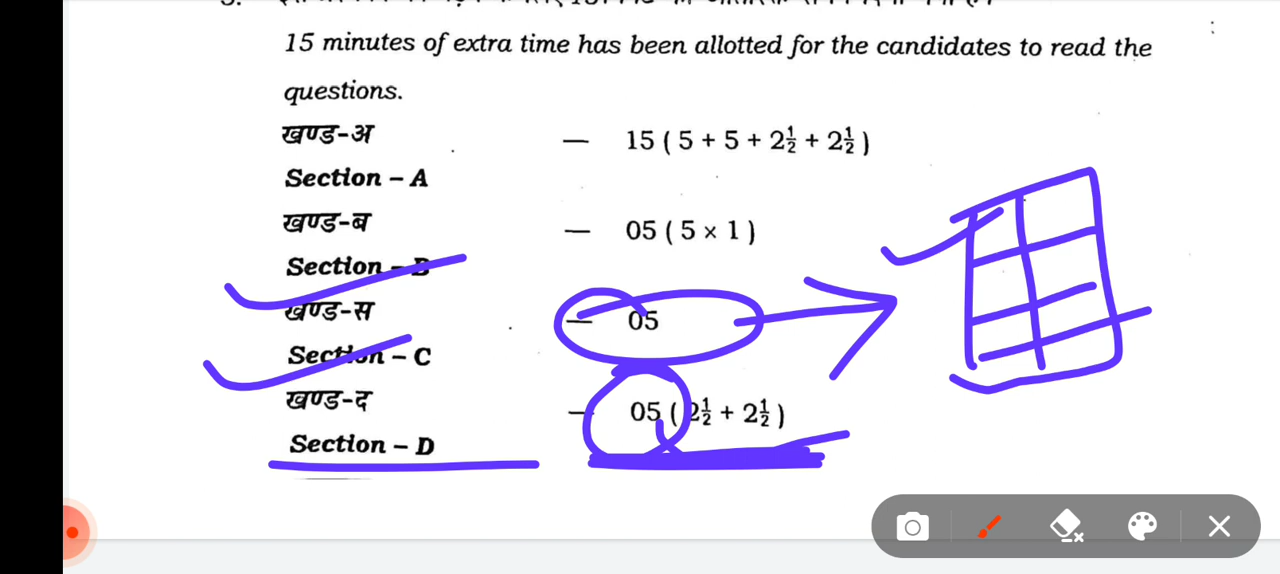 15 minutes of extra time has been allotted for the candidates to read the
questions.
खण्ड-अ — 15 ( 5 + 5 + 2½ + 2½ )
Section – A
खण्ड-ब — 05 ( 5 × 1 )
Section – B
खण्ड-स — 05
Section – C
खण्ड-द — 05 ( 2½ + 2½ )
Section – D